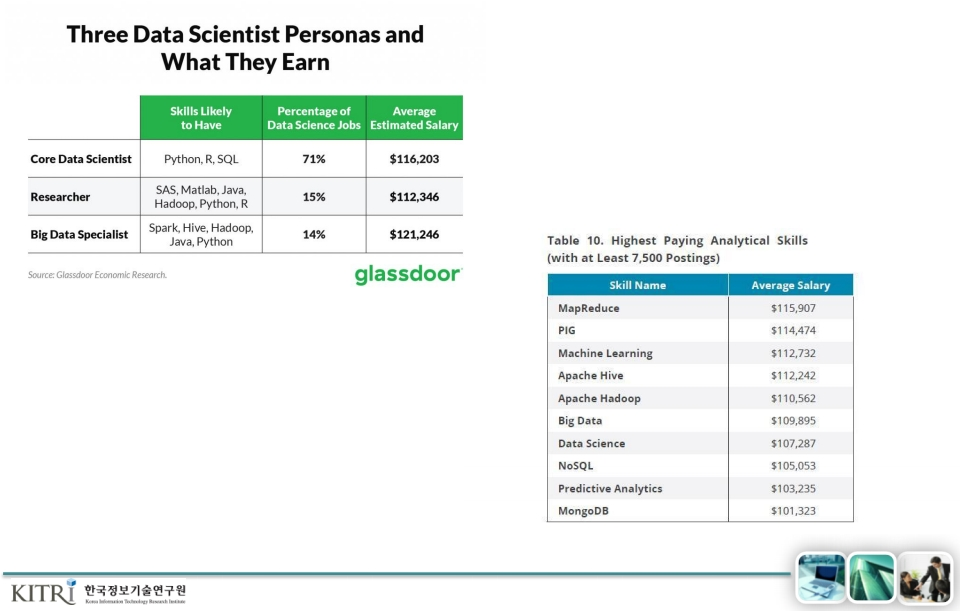 Three Data Scientist Personas and
What They Earn
Skills Likely
to Have
Percentage of
Data Science Jobs
Average
Estimated Salary
Core Data Scientist Python, R, SQL 71% $116,203
Researcher SAS, Matlab, Java,
Hadoop, Python, R 15% $112,346
Big Data Specialist Spark, Hive, Hadoop,
Java, Python 14% $121,246
Source: Glassdoor Economic Research.
glassdoor
Table 10. Highest Paying Analytical Skills
(with at Least 7,500 Postings)
Skill Name Average Salary
MapReduce $115,907
PIG $114,474
Machine Learning $112,732
Apache Hive $112,242
Apache Hadoop $110,562
Big Data $109,895
Data Science $107,287
NoSQL $105,053
Predictive Analytics $103,235
MongoDB $101,323
KITRI 한국정보기술연구원
Korea Information Technology Research Institute